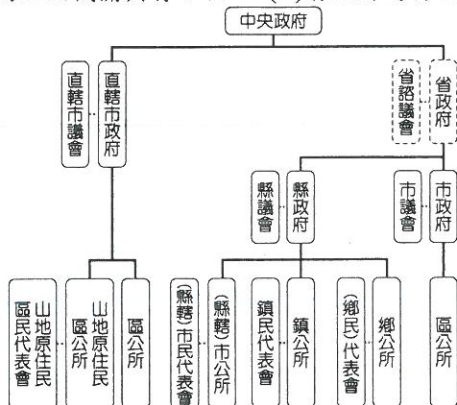 中央政府
直轄市議會
直轄市政府
省諮議會
省政府
縣議會
縣政府
市議會
市政府
山地原住民
區民代表會
山地原住民
區公所
區公所
(縣轄)市民代表會
(縣轄)市公所
鎮民代表會
鎮公所
(鄉民)代表會
鄉公所
區公所